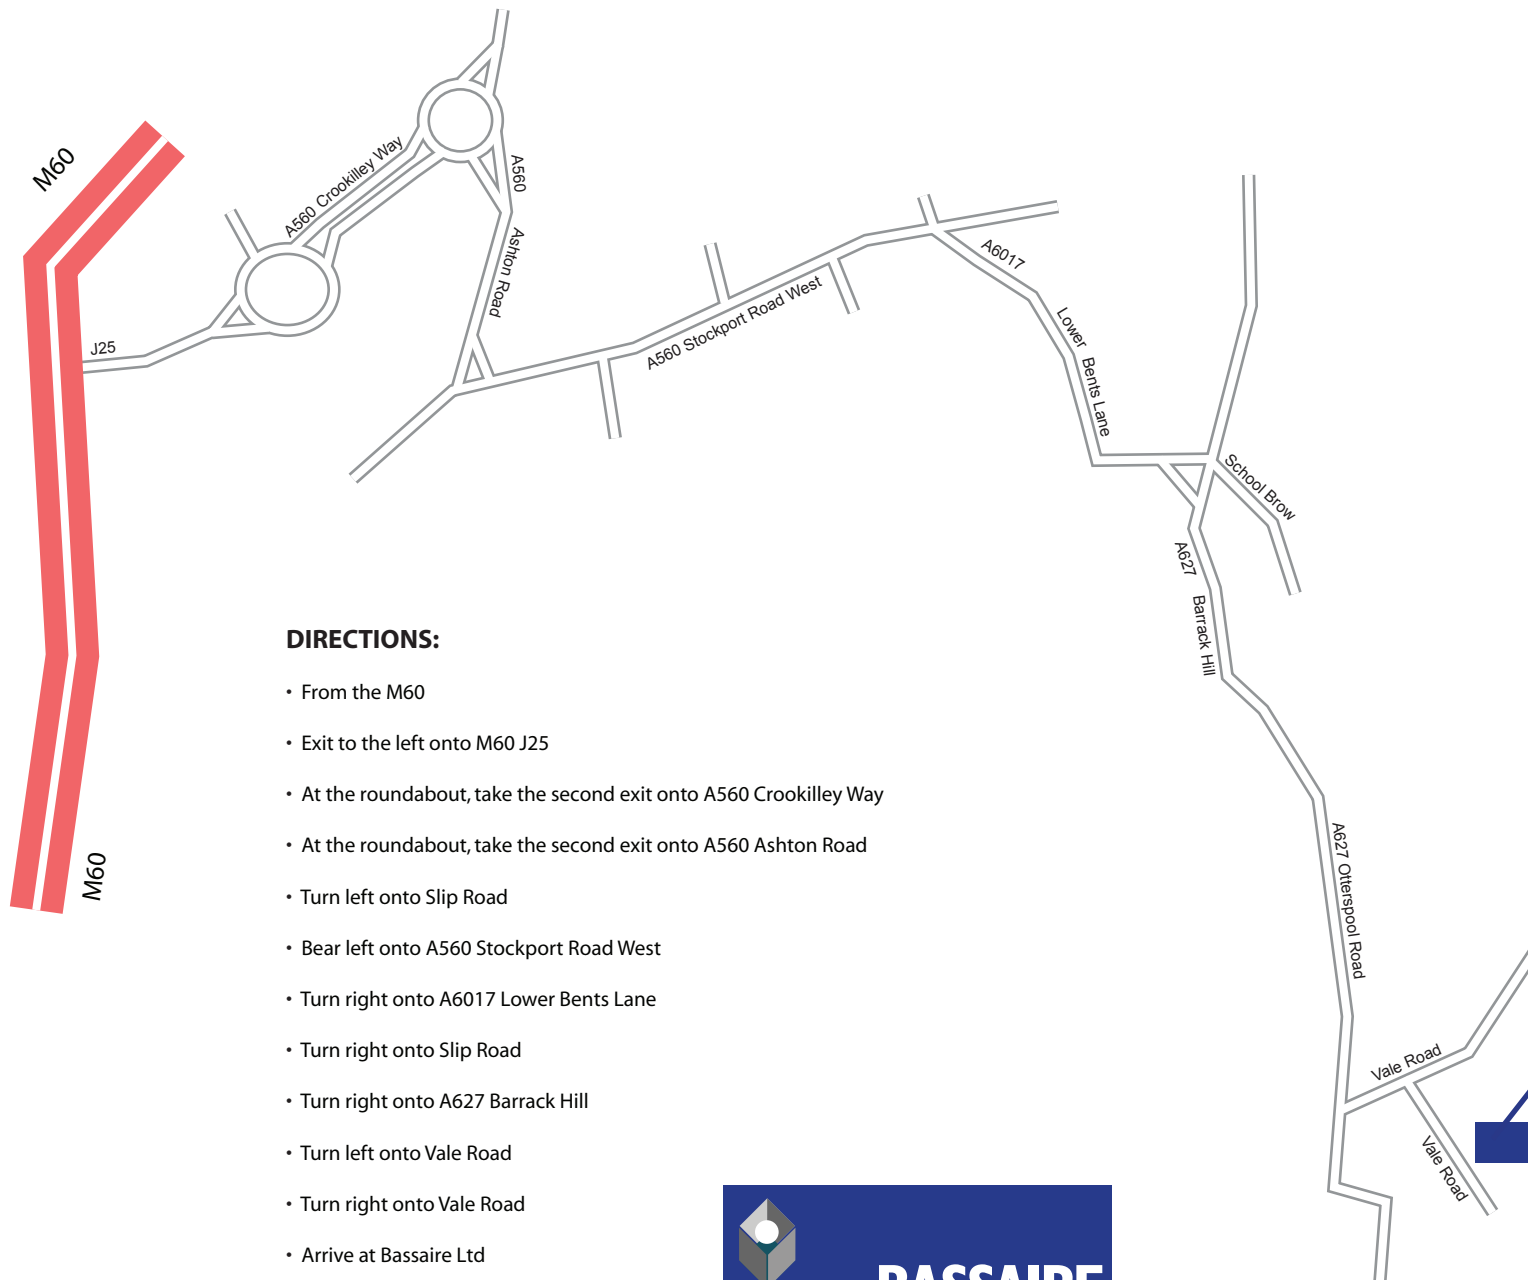 M60
A560 Crookilley Way
A560
Ashton Road
J25
A560 Stockport Road West
A6017
Lower Bents Lane
School Brow
A627
Barrack Hill
A627 Otterspool Road
Vale Road
Vale Road
M60
DIRECTIONS:
• From the M60
• Exit to the left onto M60 J25
• At the roundabout, take the second exit onto A560 Crookilley Way
• At the roundabout, take the second exit onto A560 Ashton Road
• Turn left onto Slip Road
• Bear left onto A560 Stockport Road West
• Turn right onto A6017 Lower Bents Lane
• Turn right onto Slip Road
• Turn right onto A627 Barrack Hill
• Turn left onto Vale Road
• Turn right onto Vale Road
• Arrive at Bassaire Ltd
BASSAIRE